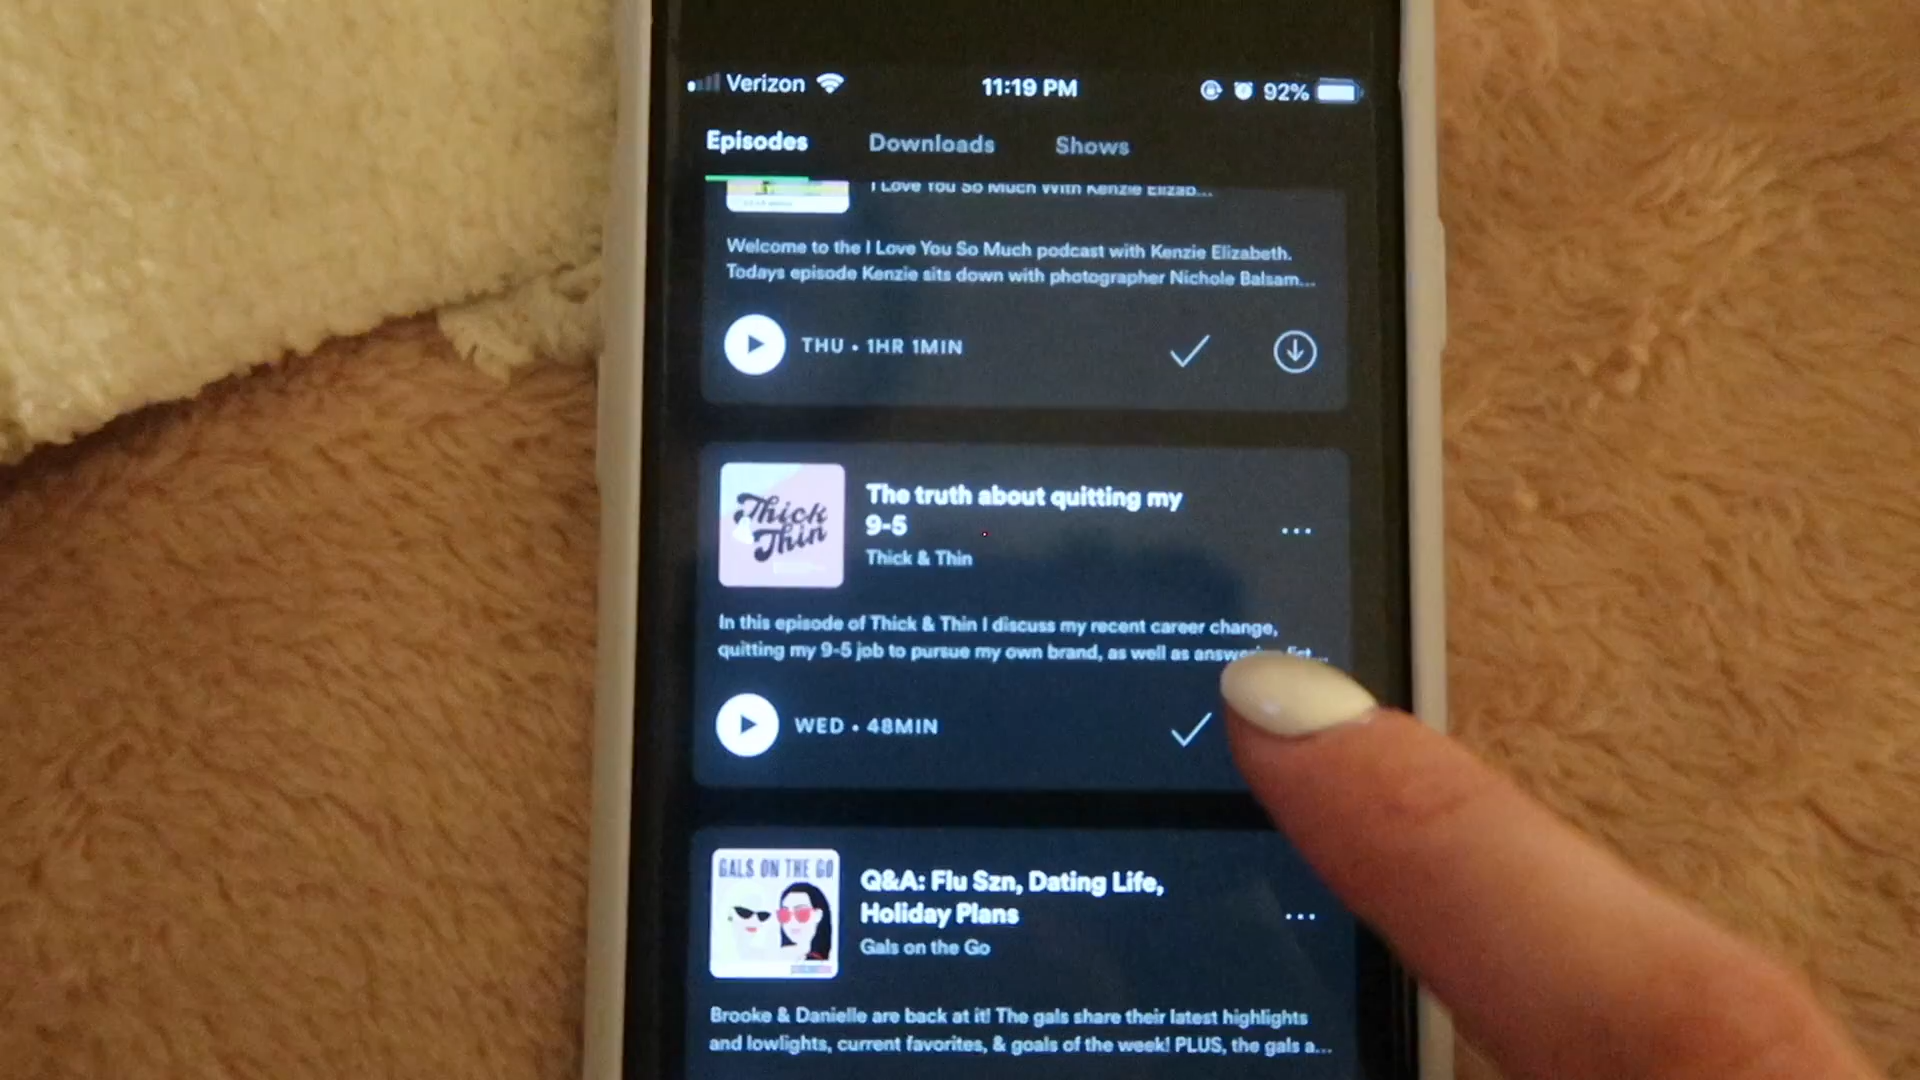 Verizon 11:19 PM 92%
Episodes Downloads Shows
I Love You So Much With Kenzie Elizab...
Welcome to the I Love You So Much podcast with Kenzie Elizabeth.
Todays episode Kenzie sits down with photographer Nichole Balsam...
THU • 1HR 1MIN
Thick
Thin
The truth about quitting my
9-5
Thick & Thin
In this episode of Thick & Thin I discuss my recent career change,
quitting my 9-5 job to pursue my own brand, as well as
WED • 48MIN
GALS ON THE GO
Q&A: Flu Szn, Dating Life,
Holiday Plans
Gals on the Go
Brooke & Danielle are back at it! The gals share their latest highlights
and lowlights, current favorites, & goals of the week! PLUS, the gals a...